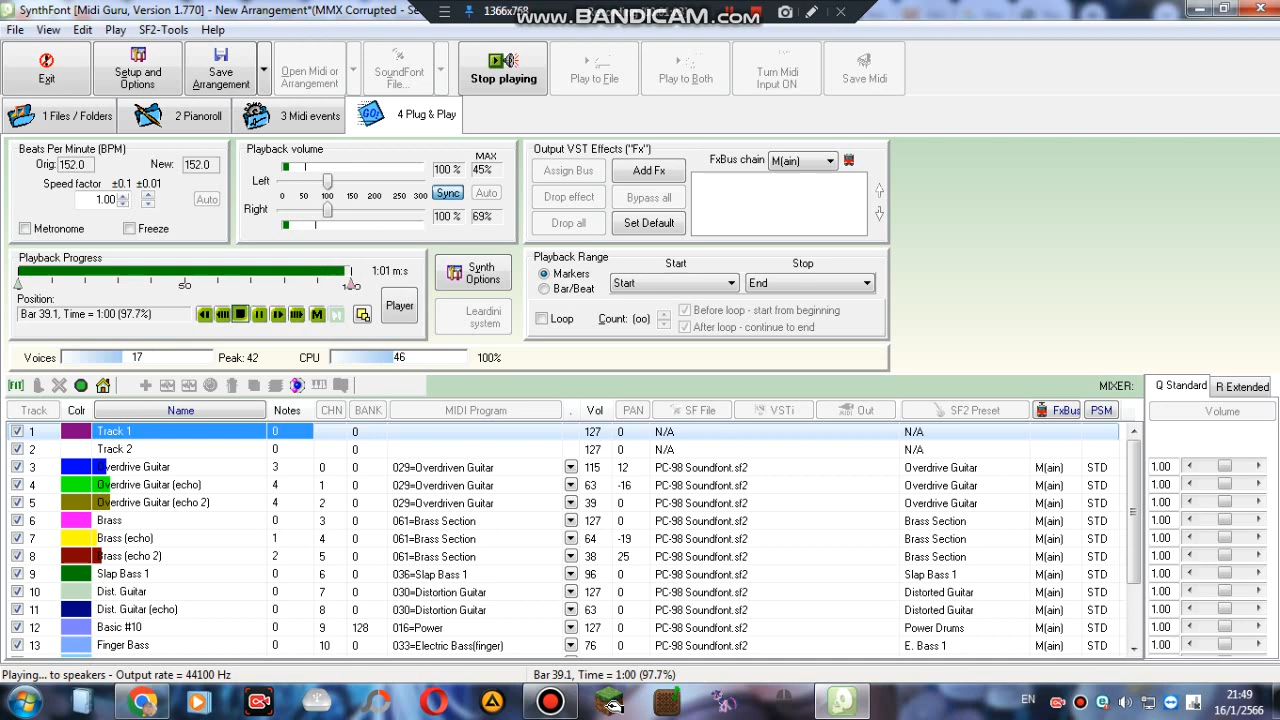 SynthFont [Midi Guru, Version 1.770] - New Arrangement*(MMX Corrupted - Se
1366x768
www.BANDICAM.com
File View Edit Play SF2-Tools Help
Exit
Setup and Options
Save Arrangement
Open Midi or Arrangement
SoundFont File...
Stop playing
Play to File
Play to Both
Turn Midi Input ON
Save Midi
1 Files / Folders
2 Pianoroll
3 Midi events
GO!
4 Plug & Play
Beats Per Minute (BPM)
Orig: 152.0 New: 152.0
Speed factor ±0.1 ±0.01
1.00 Auto
Metronome Freeze
Playback volume MAX
100 % 45%
Left
0 50 100 150 200 250 300 Sync Auto
Right
100 % 69%
Output VST Effects ("Fx") FxBus chain M(ain)
Assign Bus Add Fx
Drop effect Bypass all
Drop all Set Default
Playback Progress
1:01 m:s
50 100
Position:
Bar 39.1, Time = 1:00 (97.7%)
M
Player
Synth Options
Leardini system
Playback Range
Markers
Bar/Beat
Start Stop
Start End
Loop Count: (oo)
Before loop - start from beginning
After loop - continue to end
Voices 17 Peak: 42 CPU 46 100%
MIXER: Q Standard R Extended
Track Colr Name Notes CHN BANK MIDI Program . Vol PAN SF File VSTi Out SF2 Preset FxBus PSM Volume
1 Track 1 0 0 127 0 N/A N/A
2 Track 2 0 127 0 N/A N/A
3 Overdrive Guitar 3 0 0 029=Overdriven Guitar 115 12 PC-98 Soundfont.sf2 Overdrive Guitar M(ain) STD 1.00
4 Overdrive Guitar (echo) 4 1 0 029=Overdriven Guitar 63 -16 PC-98 Soundfont.sf2 Overdrive Guitar M(ain) STD 1.00
5 Overdrive Guitar (echo 2) 4 2 0 029=Overdriven Guitar 39 0 PC-98 Soundfont.sf2 Overdrive Guitar M(ain) STD 1.00
6 Brass 0 3 0 061=Brass Section 127 0 PC-98 Soundfont.sf2 Brass Section M(ain) STD 1.00
7 Brass (echo) 1 4 0 061=Brass Section 64 -19 PC-98 Soundfont.sf2 Brass Section M(ain) STD 1.00
8 Brass (echo 2) 2 5 0 061=Brass Section 38 25 PC-98 Soundfont.sf2 Brass Section M(ain) STD 1.00
9 Slap Bass 1 0 6 0 036=Slap Bass 1 96 0 PC-98 Soundfont.sf2 Slap Bass 1 M(ain) STD 1.00
10 Dist. Guitar 0 7 0 030=Distortion Guitar 127 0 PC-98 Soundfont.sf2 Distorted Guitar M(ain) STD 1.00
11 Dist. Guitar (echo) 0 8 0 030=Distortion Guitar 63 0 PC-98 Soundfont.sf2 Distorted Guitar M(ain) STD 1.00
12 Basic #10 0 9 128 016=Power 127 0 PC-98 Soundfont.sf2 Power Drums M(ain) STD 1.00
13 Finger Bass 0 10 0 033=Electric Bass(finger) 76 0 PC-98 Soundfont.sf2 E. Bass 1 M(ain) STD 1.00
Playing... to speakers - Output rate = 44100 Hz Bar 39.1, Time = 1:00 (97.7%)
EN
21:49
16/1/2566